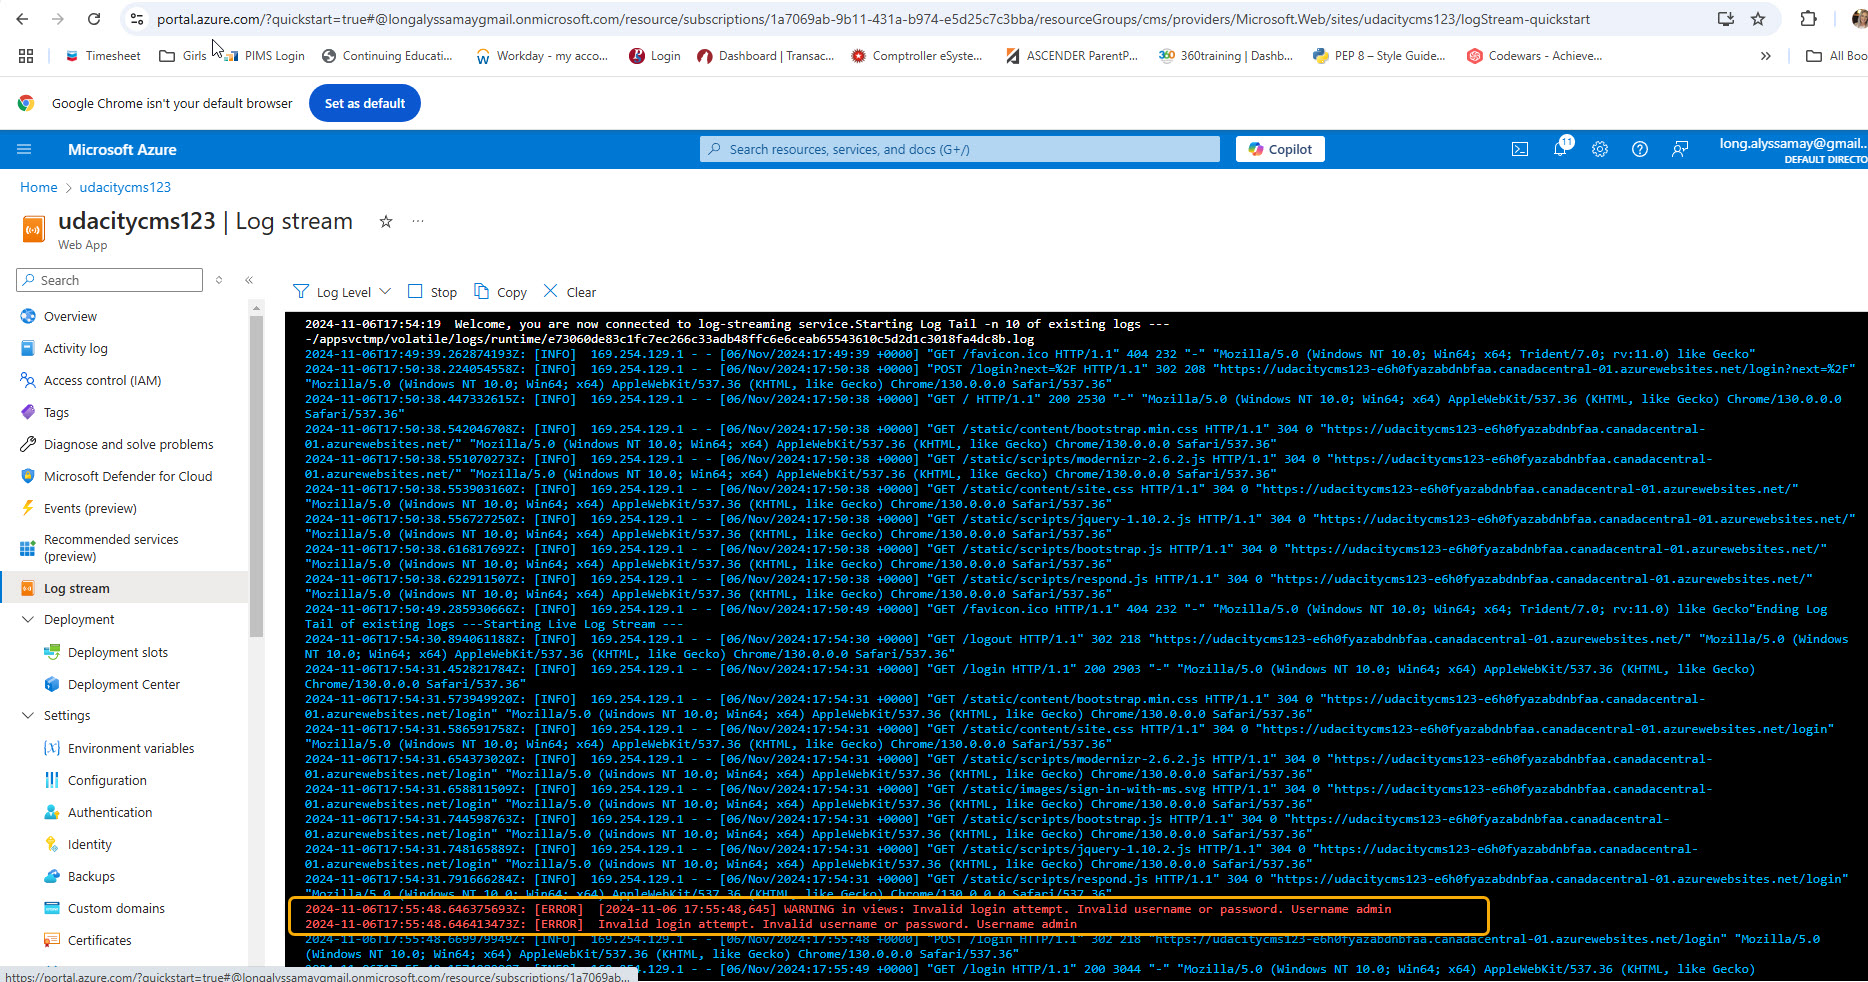 portal.azure.com/?quickstart=true#@longalyssamaygmail.onmicrosoft.com/resource/subscriptions/1a7069ab-9b11-431a-b974-e5d25c7c3bba/resourceGroups/cms/providers/Microsoft.Web/sites/udacitycms123/logStream-quickstart
Timesheet Girls PIMS Login Continuing Educati... Workday - my acco... Login Dashboard | Transac... Comptroller eSyste... ASCENDER ParentP... 360training | Dashb... PEP 8 – Style Guide... Codewars - Achieve... » All Boo
Google Chrome isn't your default browser Set as default
Microsoft Azure Search resources, services, and docs (G+/) Copilot 11 long.alyssamay@gmail...
DEFAULT DIRECTO
Home > udacitycms123
udacitycms123 | Log stream ☆ ...
Web App
Search «
Log Level Stop Copy Clear
Overview
Activity log
Access control (IAM)
Tags
Diagnose and solve problems
Microsoft Defender for Cloud
Events (preview)
Recommended services
(preview)
Log stream
Deployment
Deployment slots
Deployment Center
Settings
Environment variables
Configuration
Authentication
Identity
Backups
Custom domains
Certificates
2024-11-06T17:54:19 Welcome, you are now connected to log-streaming service.Starting Log Tail -n 10 of existing logs ---
-/appsvctmp/volatile/logs/runtime/e73060de83c1fc7ec266c33adb48ffc6e6ceab65543610c5d2d1c3018fa4dc8b.log
2024-11-06T17:49:39.262874193Z: [INFO] 169.254.129.1 - - [06/Nov/2024:17:49:39 +0000] "GET /favicon.ico HTTP/1.1" 404 232 "-" "Mozilla/5.0 (Windows NT 10.0; Win64; x64; Trident/7.0; rv:11.0) like Gecko"
2024-11-06T17:50:38.224054558Z: [INFO] 169.254.129.1 - - [06/Nov/2024:17:50:38 +0000] "POST /login?next=%2F HTTP/1.1" 302 208 "https://udacitycms123-e6h0fyazabdnbfaa.canadacentral-01.azurewebsites.net/login?next=%2F"
"Mozilla/5.0 (Windows NT 10.0; Win64; x64) AppleWebKit/537.36 (KHTML, like Gecko) Chrome/130.0.0.0 Safari/537.36"
2024-11-06T17:50:38.447332615Z: [INFO] 169.254.129.1 - - [06/Nov/2024:17:50:38 +0000] "GET / HTTP/1.1" 200 2530 "-" "Mozilla/5.0 (Windows NT 10.0; Win64; x64) AppleWebKit/537.36 (KHTML, like Gecko) Chrome/130.0.0.0
Safari/537.36"
2024-11-06T17:50:38.542046708Z: [INFO] 169.254.129.1 - - [06/Nov/2024:17:50:38 +0000] "GET /static/content/bootstrap.min.css HTTP/1.1" 304 0 "https://udacitycms123-e6h0fyazabdnbfaa.canadacentral-
01.azurewebsites.net/" "Mozilla/5.0 (Windows NT 10.0; Win64; x64) AppleWebKit/537.36 (KHTML, like Gecko) Chrome/130.0.0.0 Safari/537.36"
2024-11-06T17:50:38.551070273Z: [INFO] 169.254.129.1 - - [06/Nov/2024:17:50:38 +0000] "GET /static/scripts/modernizr-2.6.2.js HTTP/1.1" 304 0 "https://udacitycms123-e6h0fyazabdnbfaa.canadacentral-
01.azurewebsites.net/" "Mozilla/5.0 (Windows NT 10.0; Win64; x64) AppleWebKit/537.36 (KHTML, like Gecko) Chrome/130.0.0.0 Safari/537.36"
2024-11-06T17:50:38.553903160Z: [INFO] 169.254.129.1 - - [06/Nov/2024:17:50:38 +0000] "GET /static/content/site.css HTTP/1.1" 304 0 "https://udacitycms123-e6h0fyazabdnbfaa.canadacentral-01.azurewebsites.net/"
"Mozilla/5.0 (Windows NT 10.0; Win64; x64) AppleWebKit/537.36 (KHTML, like Gecko) Chrome/130.0.0.0 Safari/537.36"
2024-11-06T17:50:38.556727250Z: [INFO] 169.254.129.1 - - [06/Nov/2024:17:50:38 +0000] "GET /static/scripts/jquery-1.10.2.js HTTP/1.1" 304 0 "https://udacitycms123-e6h0fyazabdnbfaa.canadacentral-01.azurewebsites.net/"
"Mozilla/5.0 (Windows NT 10.0; Win64; x64) AppleWebKit/537.36 (KHTML, like Gecko) Chrome/130.0.0.0 Safari/537.36"
2024-11-06T17:50:38.616817692Z: [INFO] 169.254.129.1 - - [06/Nov/2024:17:50:38 +0000] "GET /static/scripts/bootstrap.js HTTP/1.1" 304 0 "https://udacitycms123-e6h0fyazabdnbfaa.canadacentral-01.azurewebsites.net/"
"Mozilla/5.0 (Windows NT 10.0; Win64; x64) AppleWebKit/537.36 (KHTML, like Gecko) Chrome/130.0.0.0 Safari/537.36"
2024-11-06T17:50:38.622911507Z: [INFO] 169.254.129.1 - - [06/Nov/2024:17:50:38 +0000] "GET /static/scripts/respond.js HTTP/1.1" 304 0 "https://udacitycms123-e6h0fyazabdnbfaa.canadacentral-01.azurewebsites.net/"
"Mozilla/5.0 (Windows NT 10.0; Win64; x64) AppleWebKit/537.36 (KHTML, like Gecko) Chrome/130.0.0.0 Safari/537.36"
2024-11-06T17:50:49.285930666Z: [INFO] 169.254.129.1 - - [06/Nov/2024:17:50:49 +0000] "GET /favicon.ico HTTP/1.1" 404 232 "-" "Mozilla/5.0 (Windows NT 10.0; Win64; x64; Trident/7.0; rv:11.0) like Gecko"Ending Log
Tail of existing logs ---Starting Live Log Stream ---
2024-11-06T17:54:30.894061188Z: [INFO] 169.254.129.1 - - [06/Nov/2024:17:54:30 +0000] "GET /logout HTTP/1.1" 302 218 "https://udacitycms123-e6h0fyazabdnbfaa.canadacentral-01.azurewebsites.net/" "Mozilla/5.0 (Windows
NT 10.0; Win64; x64) AppleWebKit/537.36 (KHTML, like Gecko) Chrome/130.0.0.0 Safari/537.36"
2024-11-06T17:54:31.452821784Z: [INFO] 169.254.129.1 - - [06/Nov/2024:17:54:31 +0000] "GET /login HTTP/1.1" 200 2903 "-" "Mozilla/5.0 (Windows NT 10.0; Win64; x64) AppleWebKit/537.36 (KHTML, like Gecko)
Chrome/130.0.0.0 Safari/537.36"
2024-11-06T17:54:31.573949920Z: [INFO] 169.254.129.1 - - [06/Nov/2024:17:54:31 +0000] "GET /static/content/bootstrap.min.css HTTP/1.1" 304 0 "https://udacitycms123-e6h0fyazabdnbfaa.canadacentral-
01.azurewebsites.net/login" "Mozilla/5.0 (Windows NT 10.0; Win64; x64) AppleWebKit/537.36 (KHTML, like Gecko) Chrome/130.0.0.0 Safari/537.36"
2024-11-06T17:54:31.586591758Z: [INFO] 169.254.129.1 - - [06/Nov/2024:17:54:31 +0000] "GET /static/content/site.css HTTP/1.1" 304 0 "https://udacitycms123-e6h0fyazabdnbfaa.canadacentral-01.azurewebsites.net/login"
"Mozilla/5.0 (Windows NT 10.0; Win64; x64) AppleWebKit/537.36 (KHTML, like Gecko) Chrome/130.0.0.0 Safari/537.36"
2024-11-06T17:54:31.654373020Z: [INFO] 169.254.129.1 - - [06/Nov/2024:17:54:31 +0000] "GET /static/scripts/modernizr-2.6.2.js HTTP/1.1" 304 0 "https://udacitycms123-e6h0fyazabdnbfaa.canadacentral-
01.azurewebsites.net/login" "Mozilla/5.0 (Windows NT 10.0; Win64; x64) AppleWebKit/537.36 (KHTML, like Gecko) Chrome/130.0.0.0 Safari/537.36"
2024-11-06T17:54:31.658811509Z: [INFO] 169.254.129.1 - - [06/Nov/2024:17:54:31 +0000] "GET /static/images/sign-in-with-ms.svg HTTP/1.1" 304 0 "https://udacitycms123-e6h0fyazabdnbfaa.canadacentral-
01.azurewebsites.net/login" "Mozilla/5.0 (Windows NT 10.0; Win64; x64) AppleWebKit/537.36 (KHTML, like Gecko) Chrome/130.0.0.0 Safari/537.36"
2024-11-06T17:54:31.744598763Z: [INFO] 169.254.129.1 - - [06/Nov/2024:17:54:31 +0000] "GET /static/scripts/bootstrap.js HTTP/1.1" 304 0 "https://udacitycms123-e6h0fyazabdnbfaa.canadacentral-
01.azurewebsites.net/login" "Mozilla/5.0 (Windows NT 10.0; Win64; x64) AppleWebKit/537.36 (KHTML, like Gecko) Chrome/130.0.0.0 Safari/537.36"
2024-11-06T17:54:31.748165889Z: [INFO] 169.254.129.1 - - [06/Nov/2024:17:54:31 +0000] "GET /static/scripts/jquery-1.10.2.js HTTP/1.1" 304 0 "https://udacitycms123-e6h0fyazabdnbfaa.canadacentral-
01.azurewebsites.net/login" "Mozilla/5.0 (Windows NT 10.0; Win64; x64) AppleWebKit/537.36 (KHTML, like Gecko) Chrome/130.0.0.0 Safari/537.36"
2024-11-06T17:54:31.791666284Z: [INFO] 169.254.129.1 - - [06/Nov/2024:17:54:31 +0000] "GET /static/scripts/respond.js HTTP/1.1" 304 0 "https://udacitycms123-e6h0fyazabdnbfaa.canadacentral-01.azurewebsites.net/login"
"Mozilla/5.0 (Windows NT 10.0; Win64; x64) AppleWebKit/537.36 (KHTML, like Gecko) Chrome/130.0.0.0 Safari/537.36"
2024-11-06T17:55:48.646375693Z: [ERROR] [2024-11-06 17:55:48,645] WARNING in views: Invalid login attempt. Invalid username or password. Username admin
2024-11-06T17:55:48.646413473Z: [ERROR] Invalid login attempt. Invalid username or password. Username admin
2024-11-06T17:55:48.669979949Z: [INFO] 169.254.129.1 - - [06/Nov/2024:17:55:48 +0000] "POST /login HTTP/1.1" 302 218 "https://udacitycms123-e6h0fyazabdnbfaa.canadacentral-01.azurewebsites.net/login" "Mozilla/5.0
(Windows NT 10.0; Win64; x64) AppleWebKit/537.36 (KHTML, like Gecko) Chrome/130.0.0.0 Safari/537.36"
.254.129.1 - - [06/Nov/2024:17:55:49 +0000] "GET /login HTTP/1.1" 200 3044 "-" "Mozilla/5.0 (Windows NT 10.0; Win64; x64) AppleWebKit/537.36 (KHTML, like Gecko)
https://portal.azure.com/?quickstart=true#@longalyssamaygmail.onmicrosoft.com/resource/subscriptions/1a7069ab...